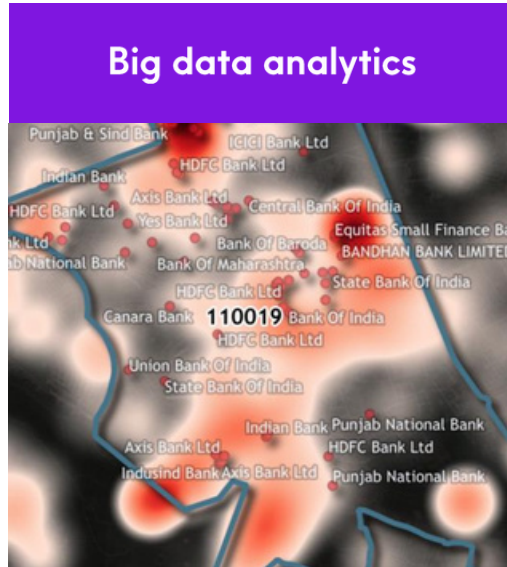 Big data analytics
Punjab & Sind Bank
ICICI Bank Ltd
HDFC Bank Ltd
Indian Bank
Axis Bank Ltd
Central Bank Of India
HDFC Bank Ltd
Yes Bank Ltd
Equitas Small Finance Ba
nk Ltd
Bank Of Baroda
BANDHAN BANK LIMITE
ab National Bank
Bank Of Maharashtra
State Bank Of India
HDFC Bank Ltd
Canara Bank
110019
Bank Of India
HDFC Bank Ltd
Union Bank Of India
State Bank Of India
Indian Bank
Punjab National Bank
Axis Bank Ltd
HDFC Bank Ltd
Indusind Bank
Axis Bank Ltd
Punjab National Bank